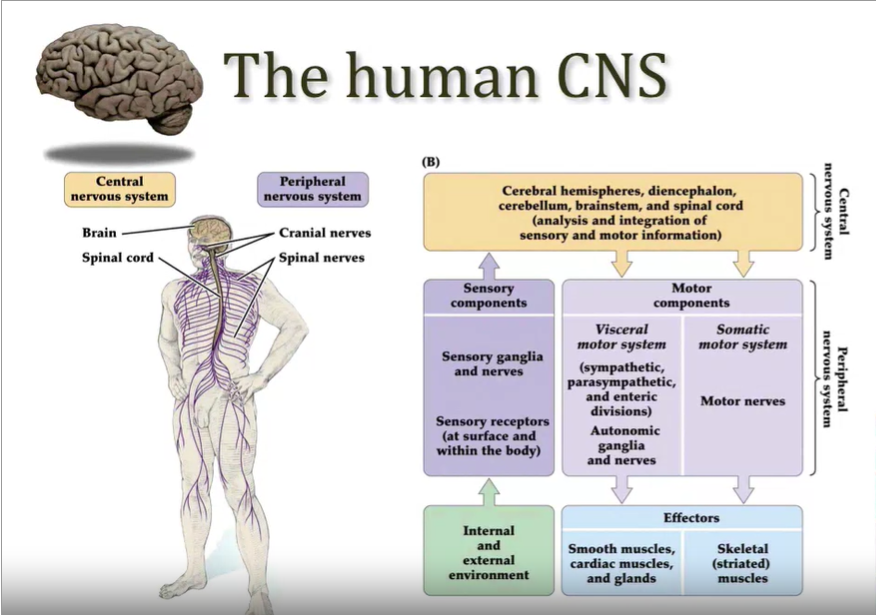 The human CNS
Central
nervous system
Peripheral
nervous system
Brain
Spinal cord
Cranial nerves
Spinal nerves
(B)
Cerebral hemispheres, diencephalon,
cerebellum, brainstem, and spinal cord
(analysis and integration of
sensory and motor information)
Central
nervous system
Sensory
components
Sensory ganglia
and nerves
Sensory receptors
(at surface and
within the body)
Motor
components
Visceral
motor system
(sympathetic,
parasympathetic,
and enteric
divisions)
Autonomic
ganglia
and nerves
Somatic
motor system
Motor nerves
Peripheral
nervous system
Internal
and
external
environment
Effectors
Smooth muscles,
cardiac muscles,
and glands
Skeletal
(striated)
muscles